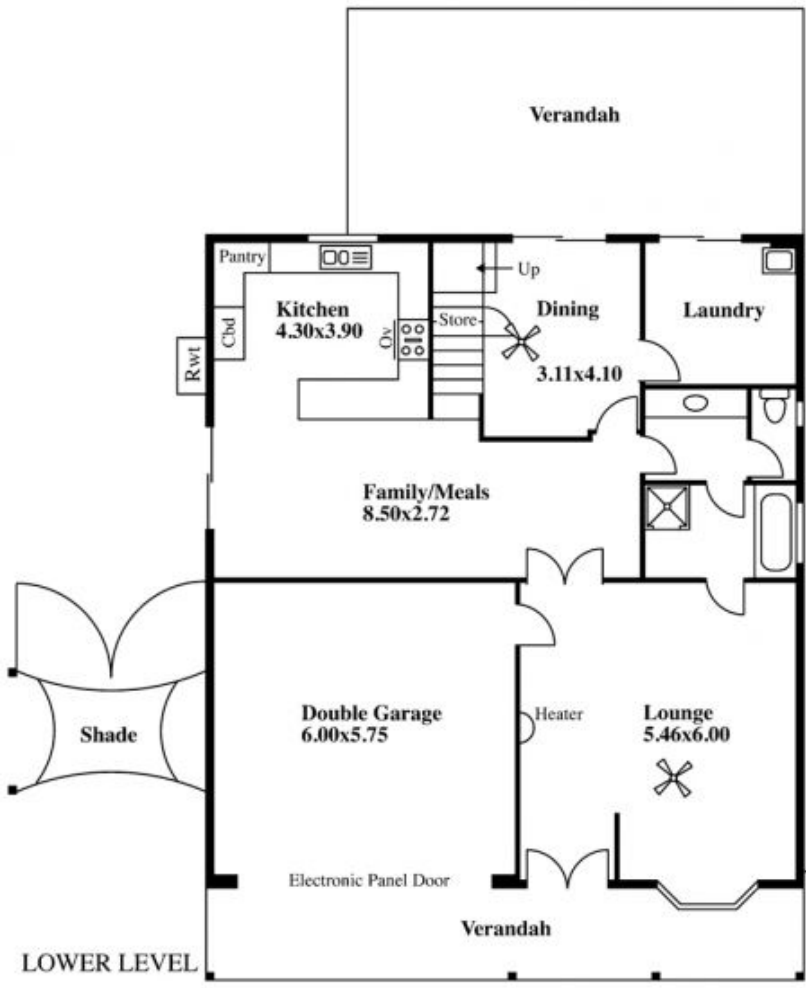 Verandah
Pantry
Up
Kitchen
4.30x3.90
Store
Dining
Laundry
Cbd
Ov
Rwt
3.11x4.10
Family/Meals
8.50x2.72
Double Garage
6.00x5.75
Heater
Lounge
5.46x6.00
Shade
Electronic Panel Door
Verandah
LOWER LEVEL